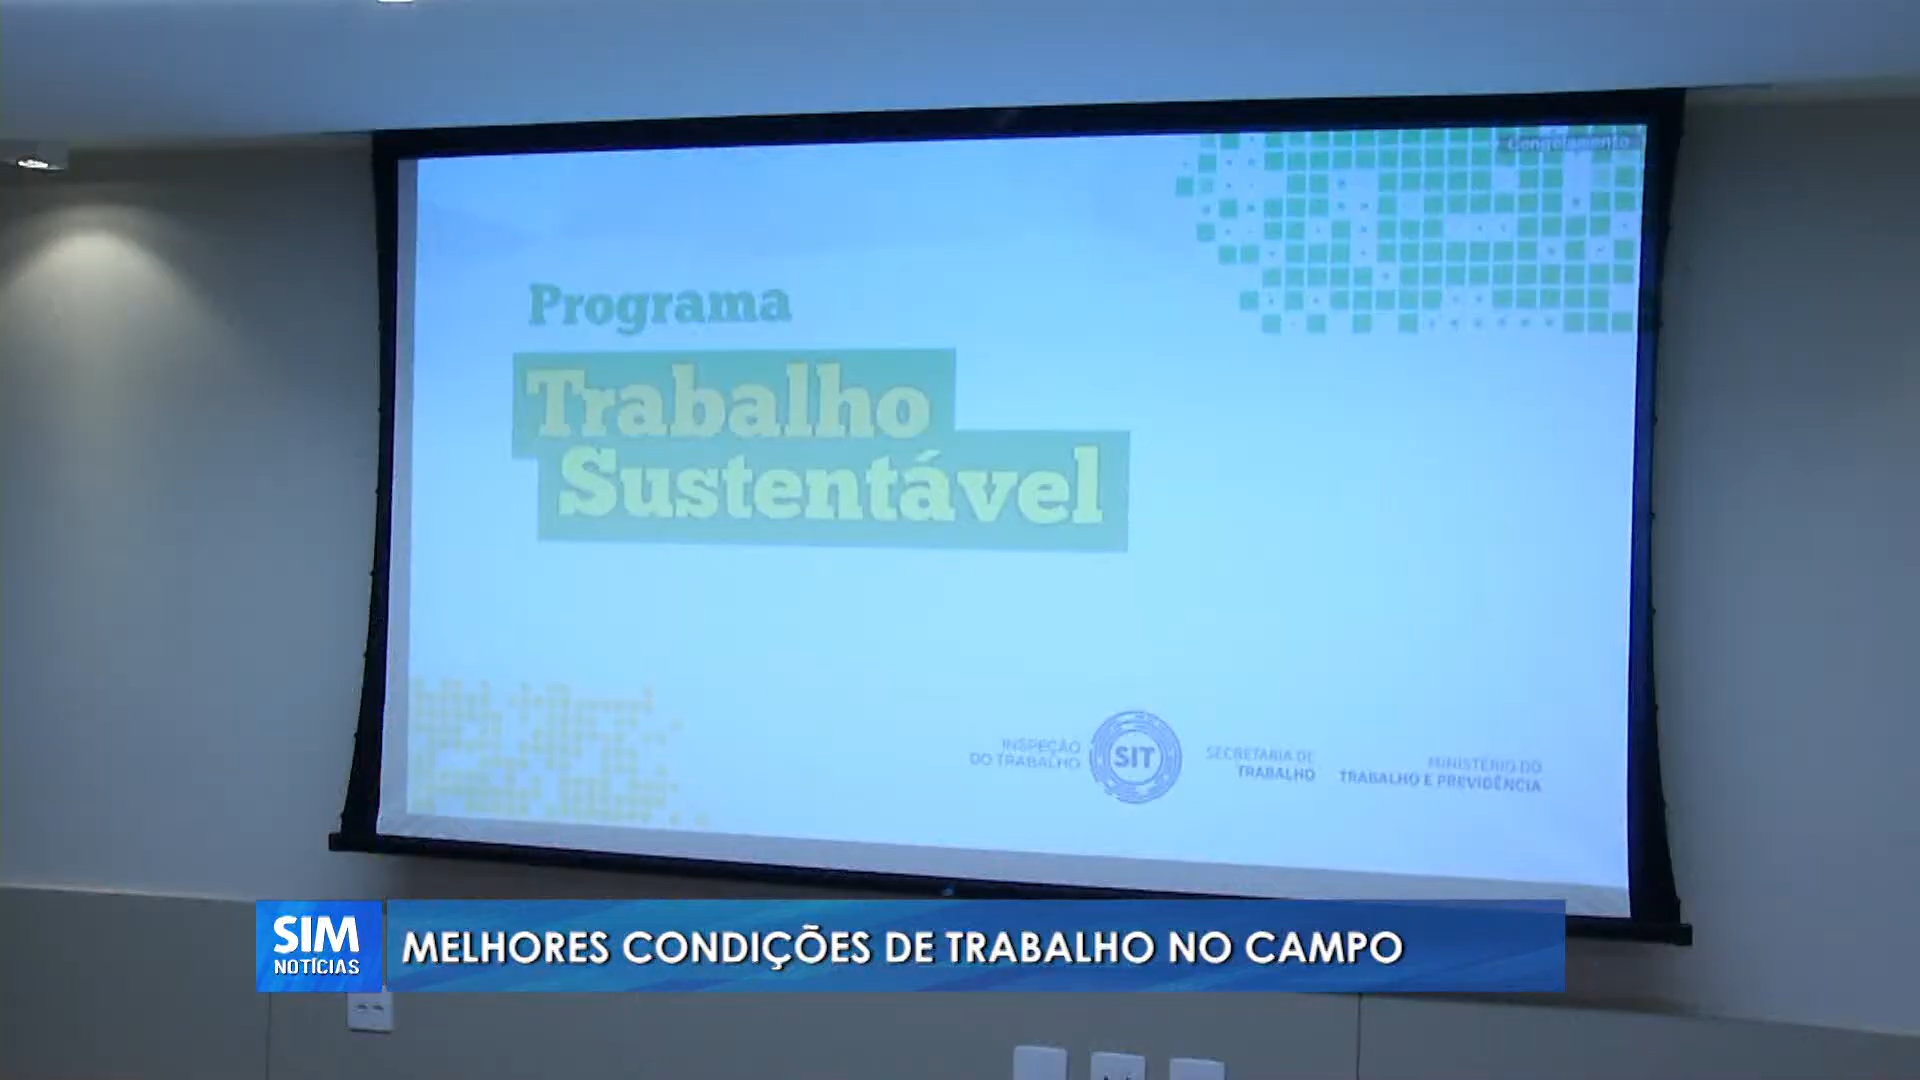 Congelamento
Programa
Trabalho
Sustentável
INSPEÇÃO
DO TRABALHO
SIT
SECRETARIA DE
TRABALHO
MINISTÉRIO DO
TRABALHO E PREVIDÊNCIA
SIM
NOTÍCIAS
MELHORES CONDIÇÕES DE TRABALHO NO CAMPO